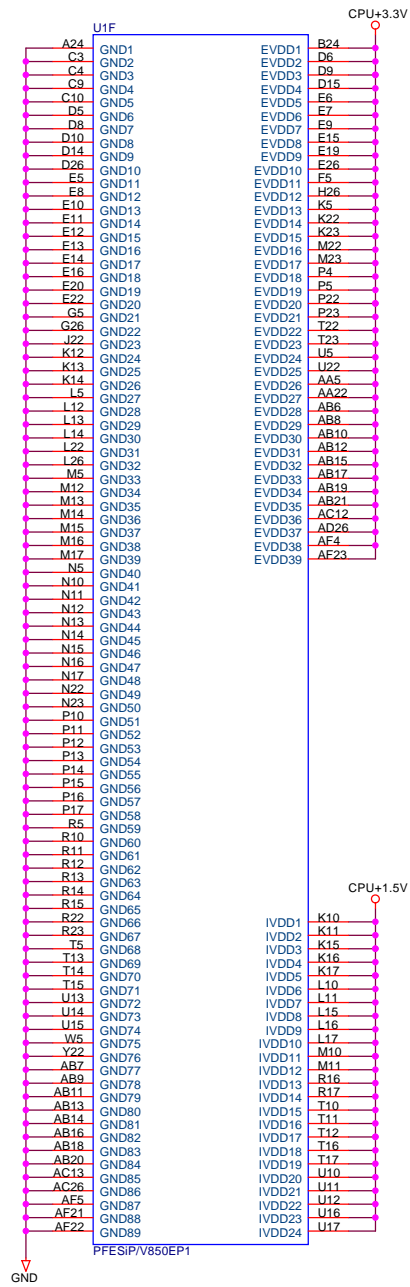 CPU+3.3V
U1F
A24 GND1 EVDD1 B24
C3 GND2 EVDD2 D6
C4 GND3 EVDD3 D9
C9 GND4 EVDD4 D15
C10 GND5 EVDD5 E6
D5 GND6 EVDD6 E7
D8 GND7 EVDD7 E9
D10 GND8 EVDD8 E15
D14 GND9 EVDD9 E19
D26 GND10 EVDD10 E26
E5 GND11 EVDD11 F5
E8 GND12 EVDD12 H26
E10 GND13 EVDD13 K5
E11 GND14 EVDD14 K22
E12 GND15 EVDD15 K23
E13 GND16 EVDD16 M22
E14 GND17 EVDD17 M23
E16 GND18 EVDD18 P4
E20 GND19 EVDD19 P5
E22 GND20 EVDD20 P22
G5 GND21 EVDD21 P23
G26 GND22 EVDD22 T22
J22 GND23 EVDD23 T23
K12 GND24 EVDD24 U5
K13 GND25 EVDD25 U22
K14 GND26 EVDD26 AA5
L5 GND27 EVDD27 AA22
L12 GND28 EVDD28 AB6
L13 GND29 EVDD29 AB8
L14 GND30 EVDD30 AB10
L22 GND31 EVDD31 AB12
L26 GND32 EVDD32 AB15
M5 GND33 EVDD33 AB17
M12 GND34 EVDD34 AB19
M13 GND35 EVDD35 AB21
M14 GND36 EVDD36 AC12
M15 GND37 EVDD37 AD26
M16 GND38 EVDD38 AF4
M17 GND39 EVDD39 AF23
N5 GND40
N10 GND41
N11 GND42
N12 GND43
N13 GND44
N14 GND45
N15 GND46
N16 GND47
N17 GND48
N22 GND49
N23 GND50
P10 GND51
P11 GND52
P12 GND53
P13 GND54
P14 GND55
P15 GND56
P16 GND57
P17 GND58
R5 GND59
R10 GND60
R11 GND61
R12 GND62
R13 GND63
R14 GND64
CPU+1.5V
R15 GND65
R22 GND66 IVDD1 K10
R23 GND67 IVDD2 K11
T5 GND68 IVDD3 K15
T13 GND69 IVDD4 K16
T14 GND70 IVDD5 K17
T15 GND71 IVDD6 L10
U13 GND72 IVDD7 L11
U14 GND73 IVDD8 L15
U15 GND74 IVDD9 L16
W5 GND75 IVDD10 L17
Y22 GND76 IVDD11 M10
AB7 GND77 IVDD12 M11
AB9 GND78 IVDD13 R16
AB11 GND79 IVDD14 R17
AB13 GND80 IVDD15 T10
AB14 GND81 IVDD16 T11
AB16 GND82 IVDD17 T12
AB18 GND83 IVDD18 T16
AB20 GND84 IVDD19 T17
AC13 GND85 IVDD20 U10
AC26 GND86 IVDD21 U11
AF5 GND87 IVDD22 U12
AF21 GND88 IVDD23 U16
AF22 GND89 IVDD24 U17
PFESiP/V850EP1
GND